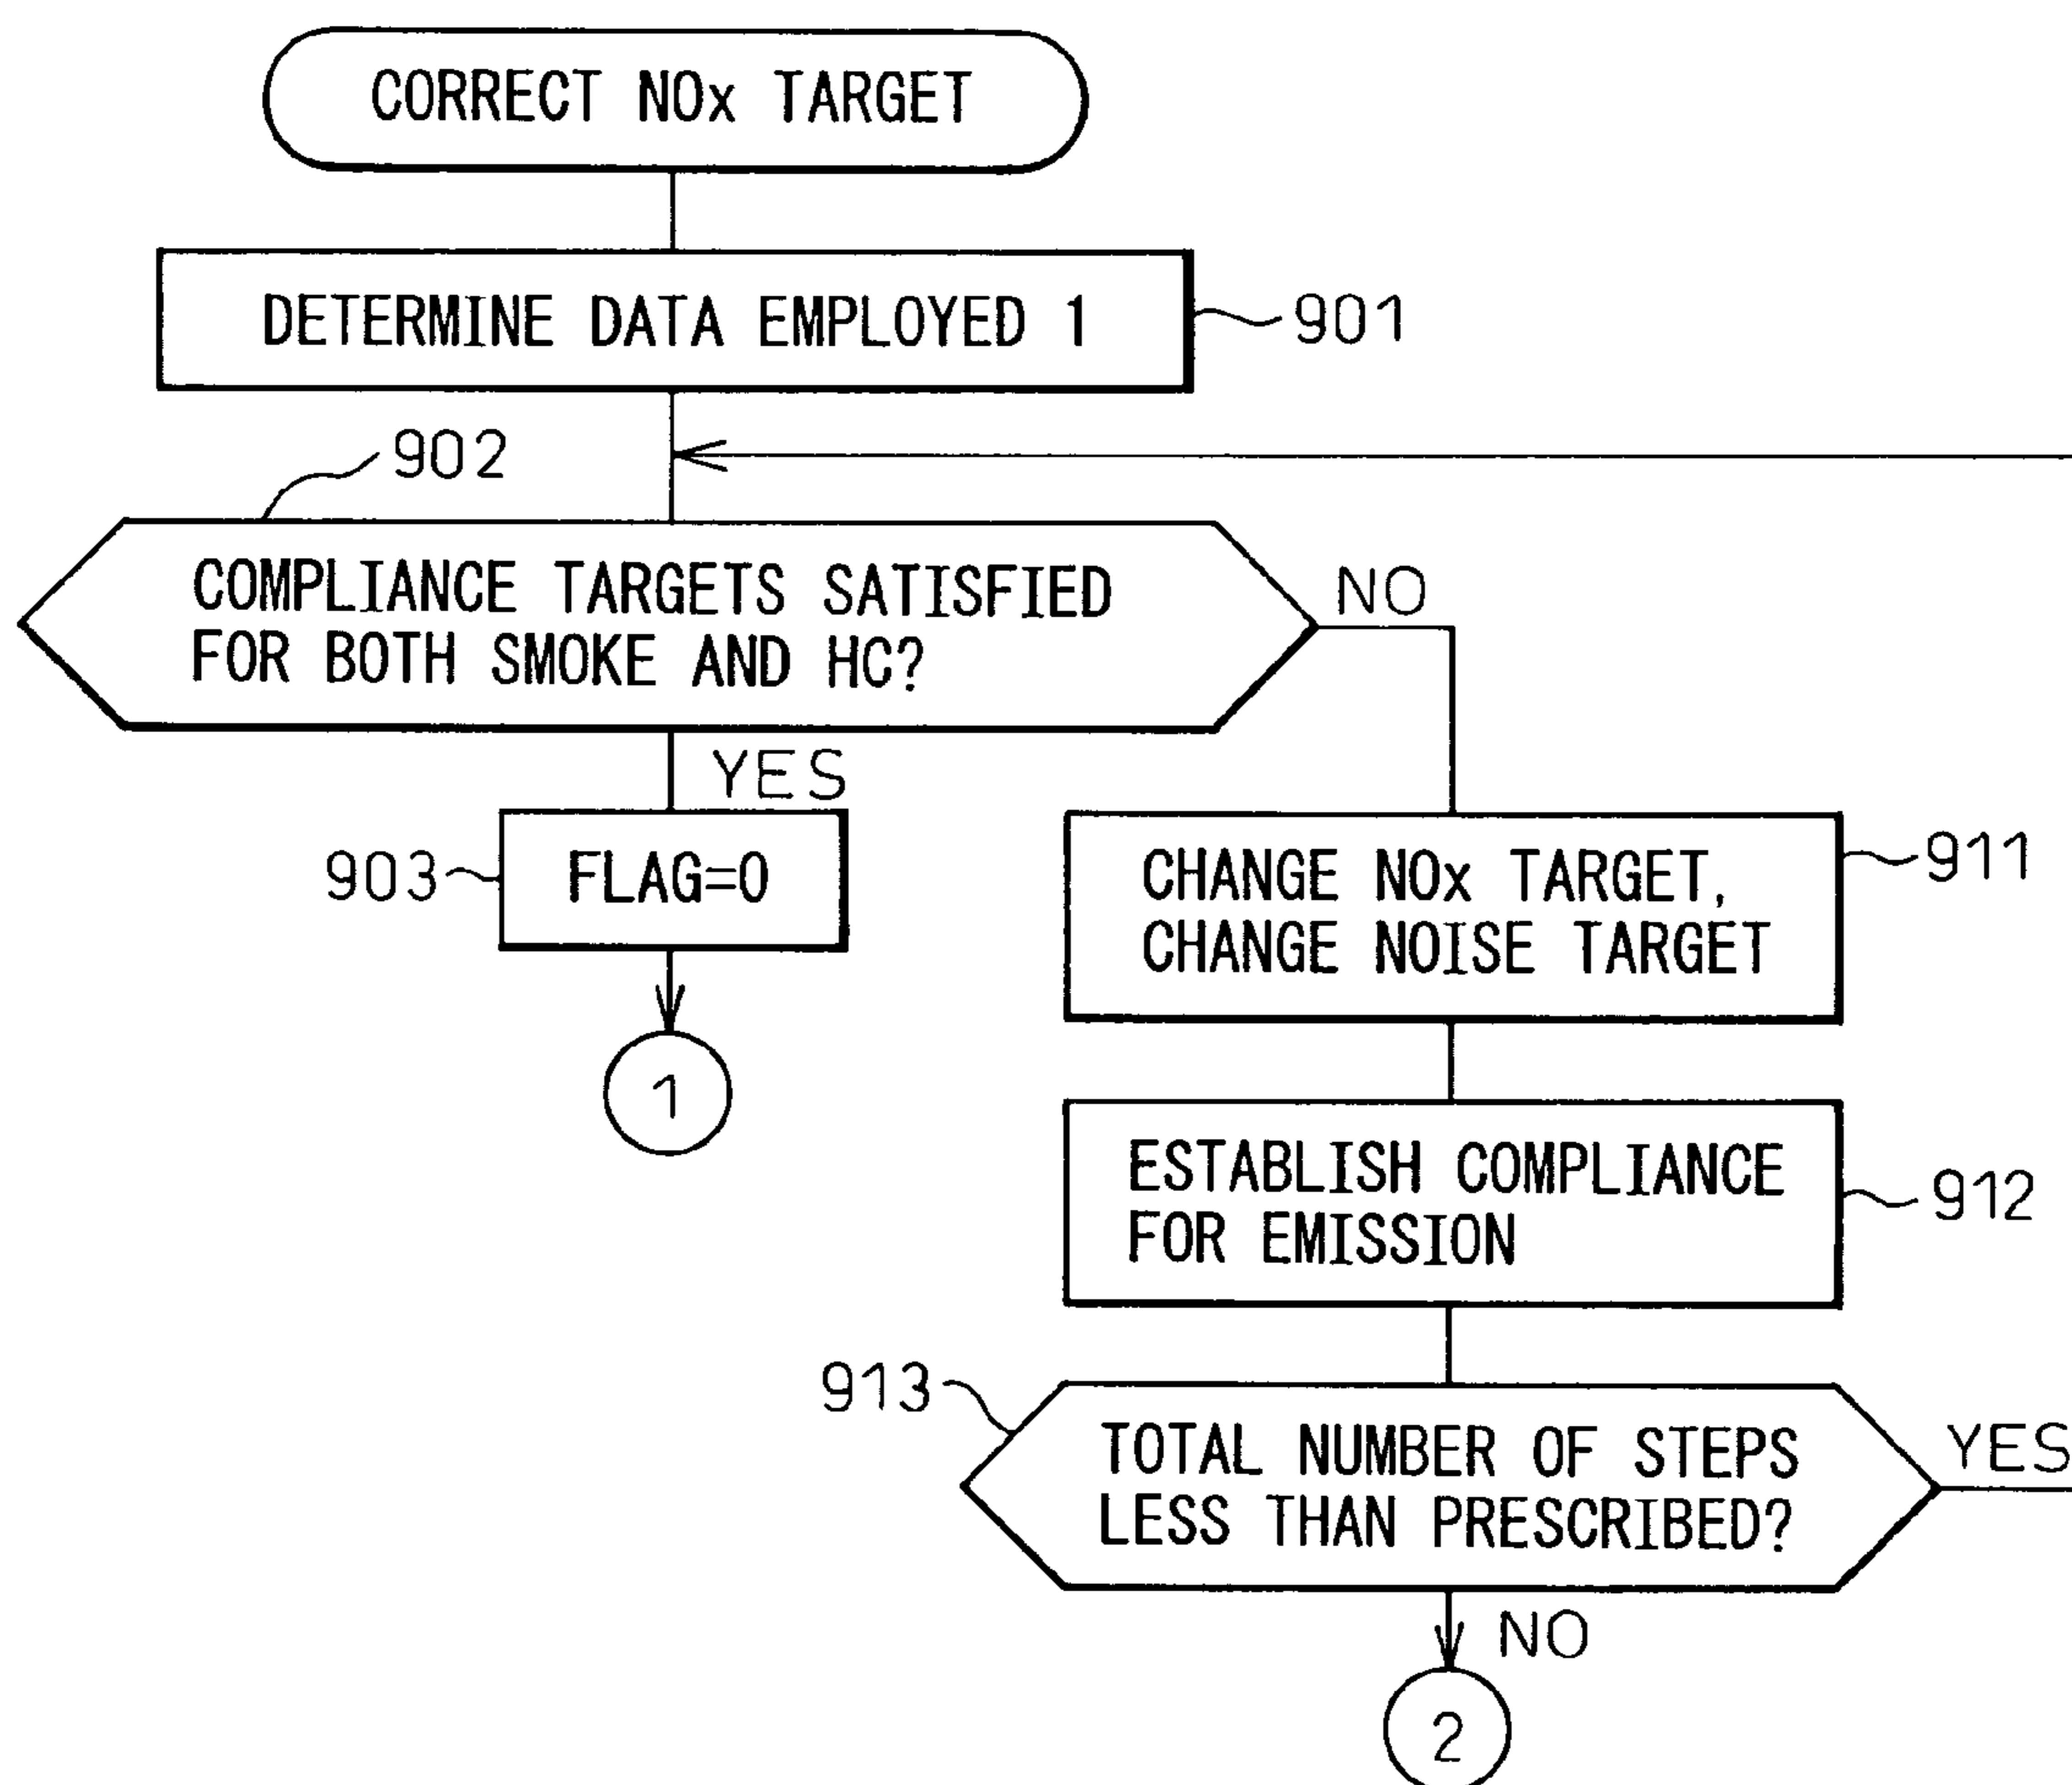 CORRECT NOx TARGET
DETERMINE DATA EMPLOYED 1
901
902
COMPLIANCE TARGETS SATISFIED
FOR BOTH SMOKE AND HC?
NO
YES
903
FLAG=0
1
CHANGE NOx TARGET,
CHANGE NOISE TARGET
911
ESTABLISH COMPLIANCE
FOR EMISSION
912
913
TOTAL NUMBER OF STEPS
LESS THAN PRESCRIBED?
YES
NO
2